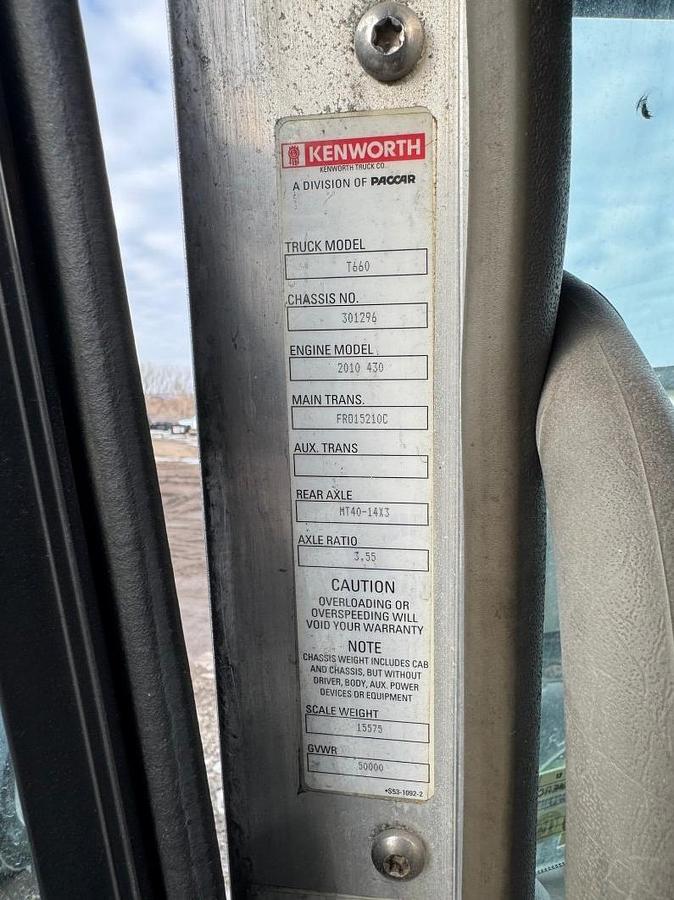 KENWORTH
KENWORTH TRUCK CO.
A DIVISION OF PACCAR
TRUCK MODEL
T660
CHASSIS NO.
301296
ENGINE MODEL
2010 430
MAIN TRANS.
FRO15210C
AUX. TRANS
REAR AXLE
MT40-14X3
AXLE RATIO
3.55
CAUTION
OVERLOADING OR
OVERSPEEDING WILL
VOID YOUR WARRANTY
NOTE
CHASSIS WEIGHT INCLUDES CAB
AND CHASSIS, BUT WITHOUT
DRIVER, BODY, AUX. POWER
DEVICES OR EQUIPMENT
SCALE WEIGHT
15575
GVWR
50000
+S53-1092-2